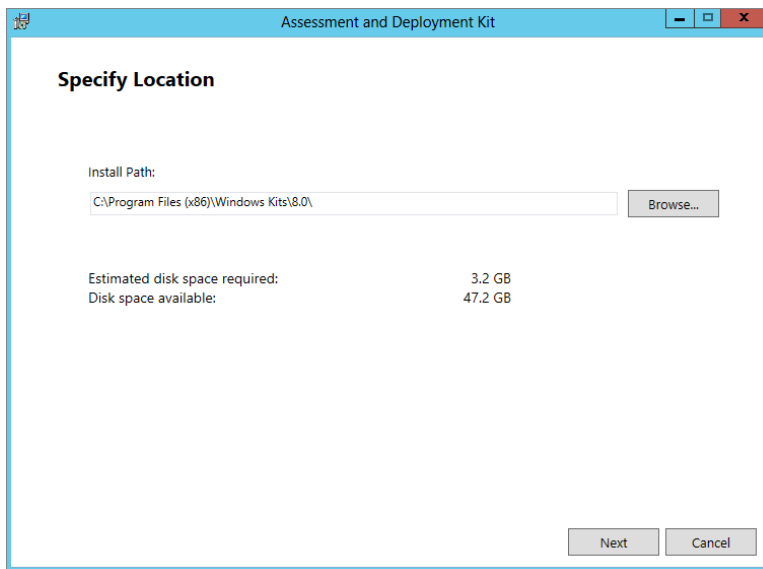 Assessment and Deployment Kit
Specify Location
Install Path:
C:\Program Files (x86)\Windows Kits\8.0\
Browse...
Estimated disk space required: 3.2 GB
Disk space available: 47.2 GB
Next Cancel